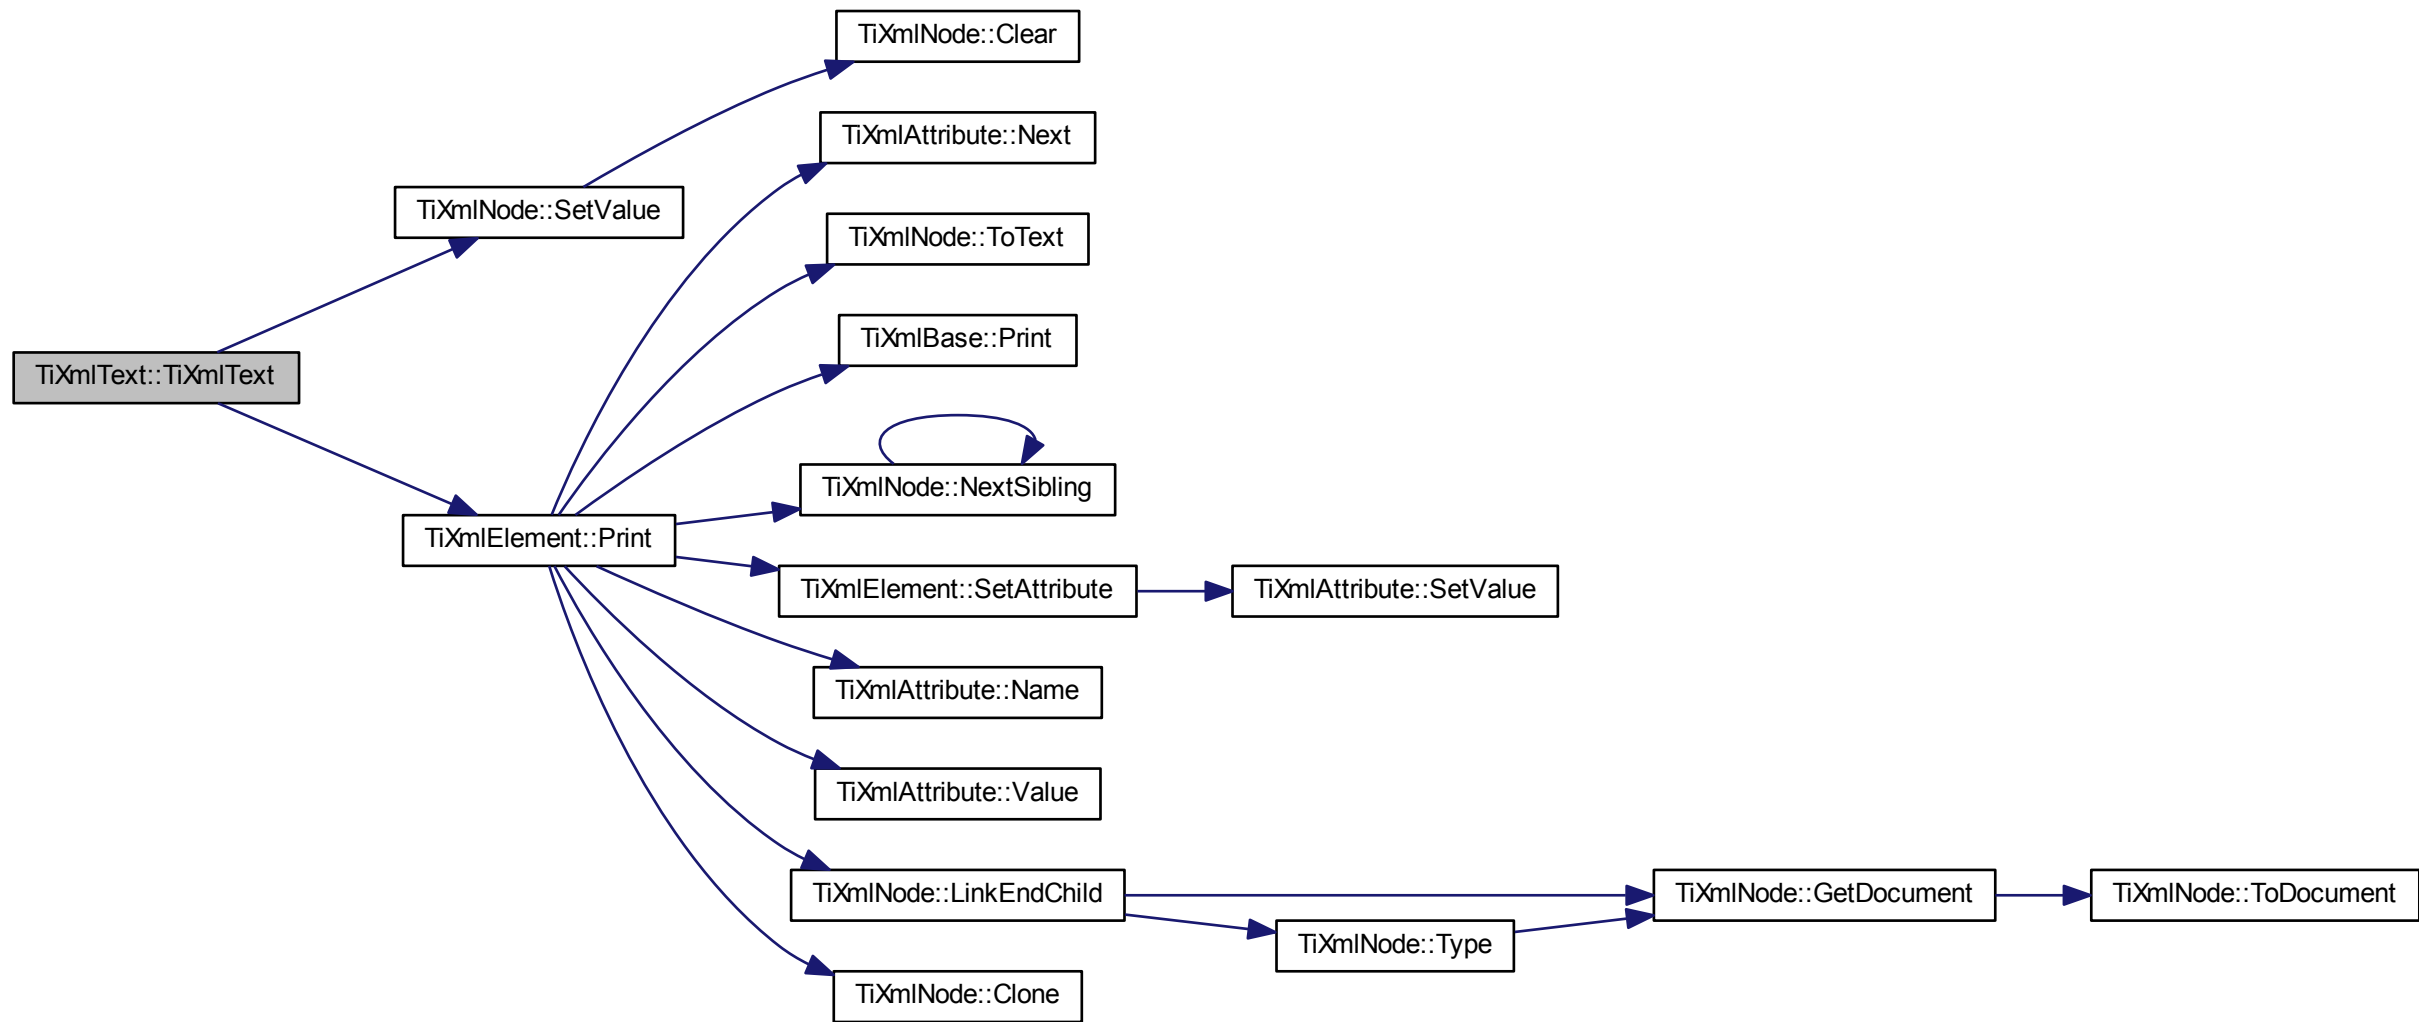 TiXmlNode::Clear
TiXmlAttribute::Next
TiXmlNode::SetValue
TiXmlNode::ToText
TiXmlBase::Print
TiXmlText::TiXmlText
TiXmlNode::NextSibling
TiXmlElement::Print
TiXmlElement::SetAttribute
TiXmlAttribute::SetValue
TiXmlAttribute::Name
TiXmlAttribute::Value
TiXmlNode::LinkEndChild
TiXmlNode::GetDocument
TiXmlNode::ToDocument
TiXmlNode::Type
TiXmlNode::Clone